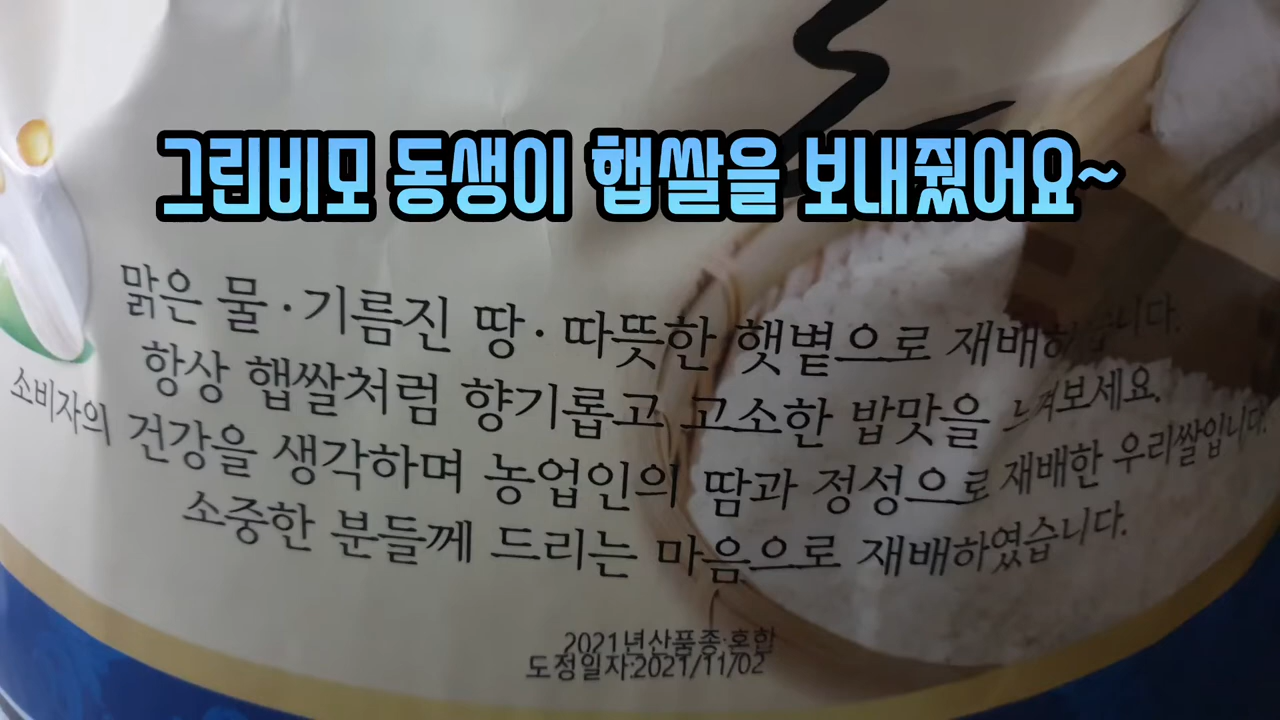 그린비모 동생이 햅쌀을 보내줬어요~
맑은 물·기름진 땅·따뜻한 햇볕으로
항상 햅쌀처럼 향기롭고 고소한 밥맛을 느껴보세요.
소비자의 건강을 생각하며 농업인의 땀과 정성으로 재배한 우리쌀입니다.
소중한 분들께 드리는 마음으로 재배하였습니다.
2021년산품종:혼합
도정일자:2021/11/02